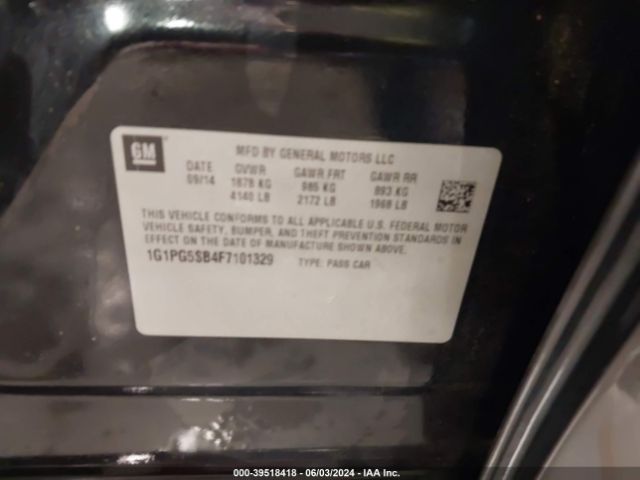 GM
MFD BY GENERAL MOTORS LLC
DATE GVWR GAWR FRT GAWR RR
09/14 1878 KG 985 KG 893 KG
4140 LB 2172 LB 1968 LB
THIS VEHICLE CONFORMS TO ALL APPLICABLE U.S. FEDERAL MOTOR
VEHICLE SAFETY, BUMPER, AND THEFT PREVENTION STANDARDS IN
EFFECT ON THE DATE OF MANUFACTURE SHOWN ABOVE.
1G1PG5SB4F7101329 TYPE: PASS CAR
000-39518418 - 06/03/2024 - IAA Inc.